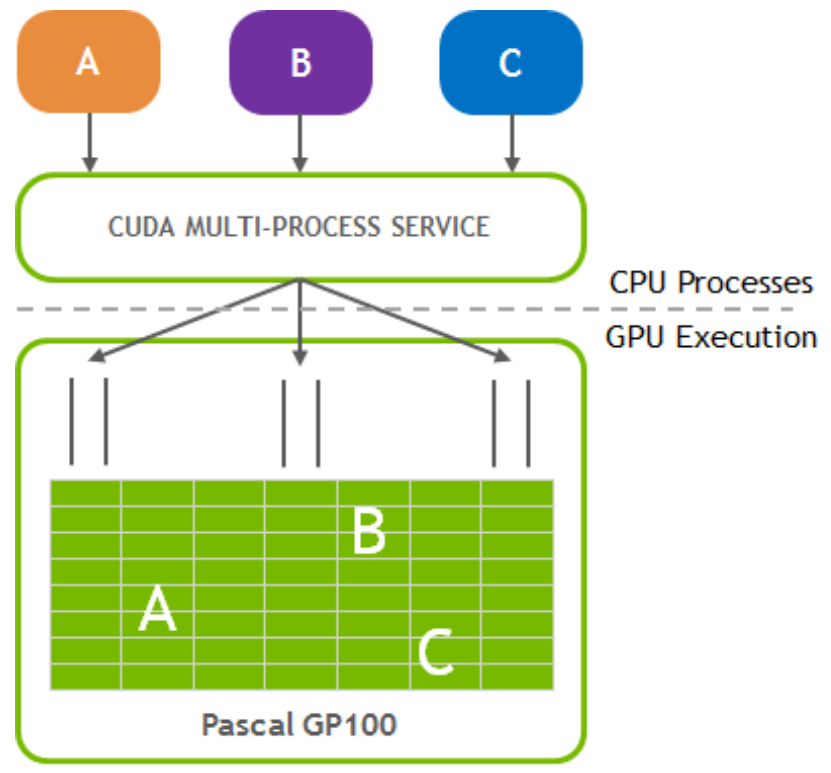 A
B
C
CUDA MULTI-PROCESS SERVICE
CPU Processes
GPU Execution
B
A
C
Pascal GP100